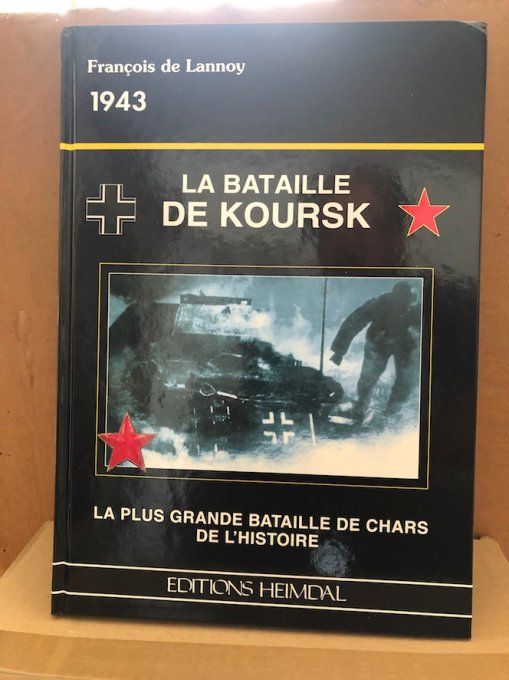 François de Lannoy
1943
LA BATAILLE
DE KOURSK
LA PLUS GRANDE BATAILLE DE CHARS
DE L'HISTOIRE
EDITIONS HEIMDAL